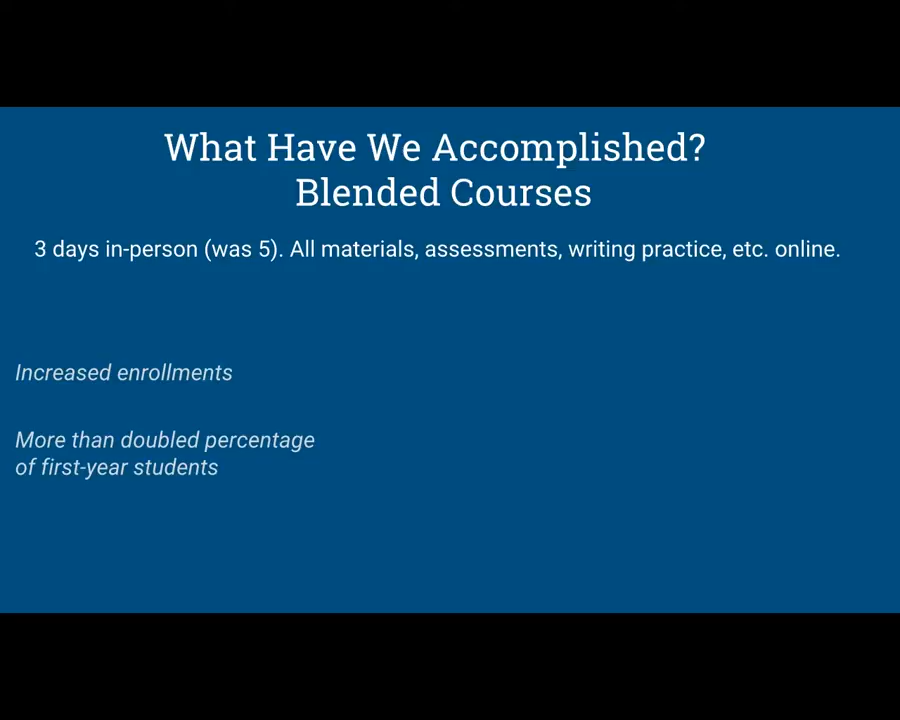 What Have We Accomplished?
Blended Courses
3 days in-person (was 5). All materials, assessments, writing practice, etc. online.
Increased enrollments
More than doubled percentage
of first-year students